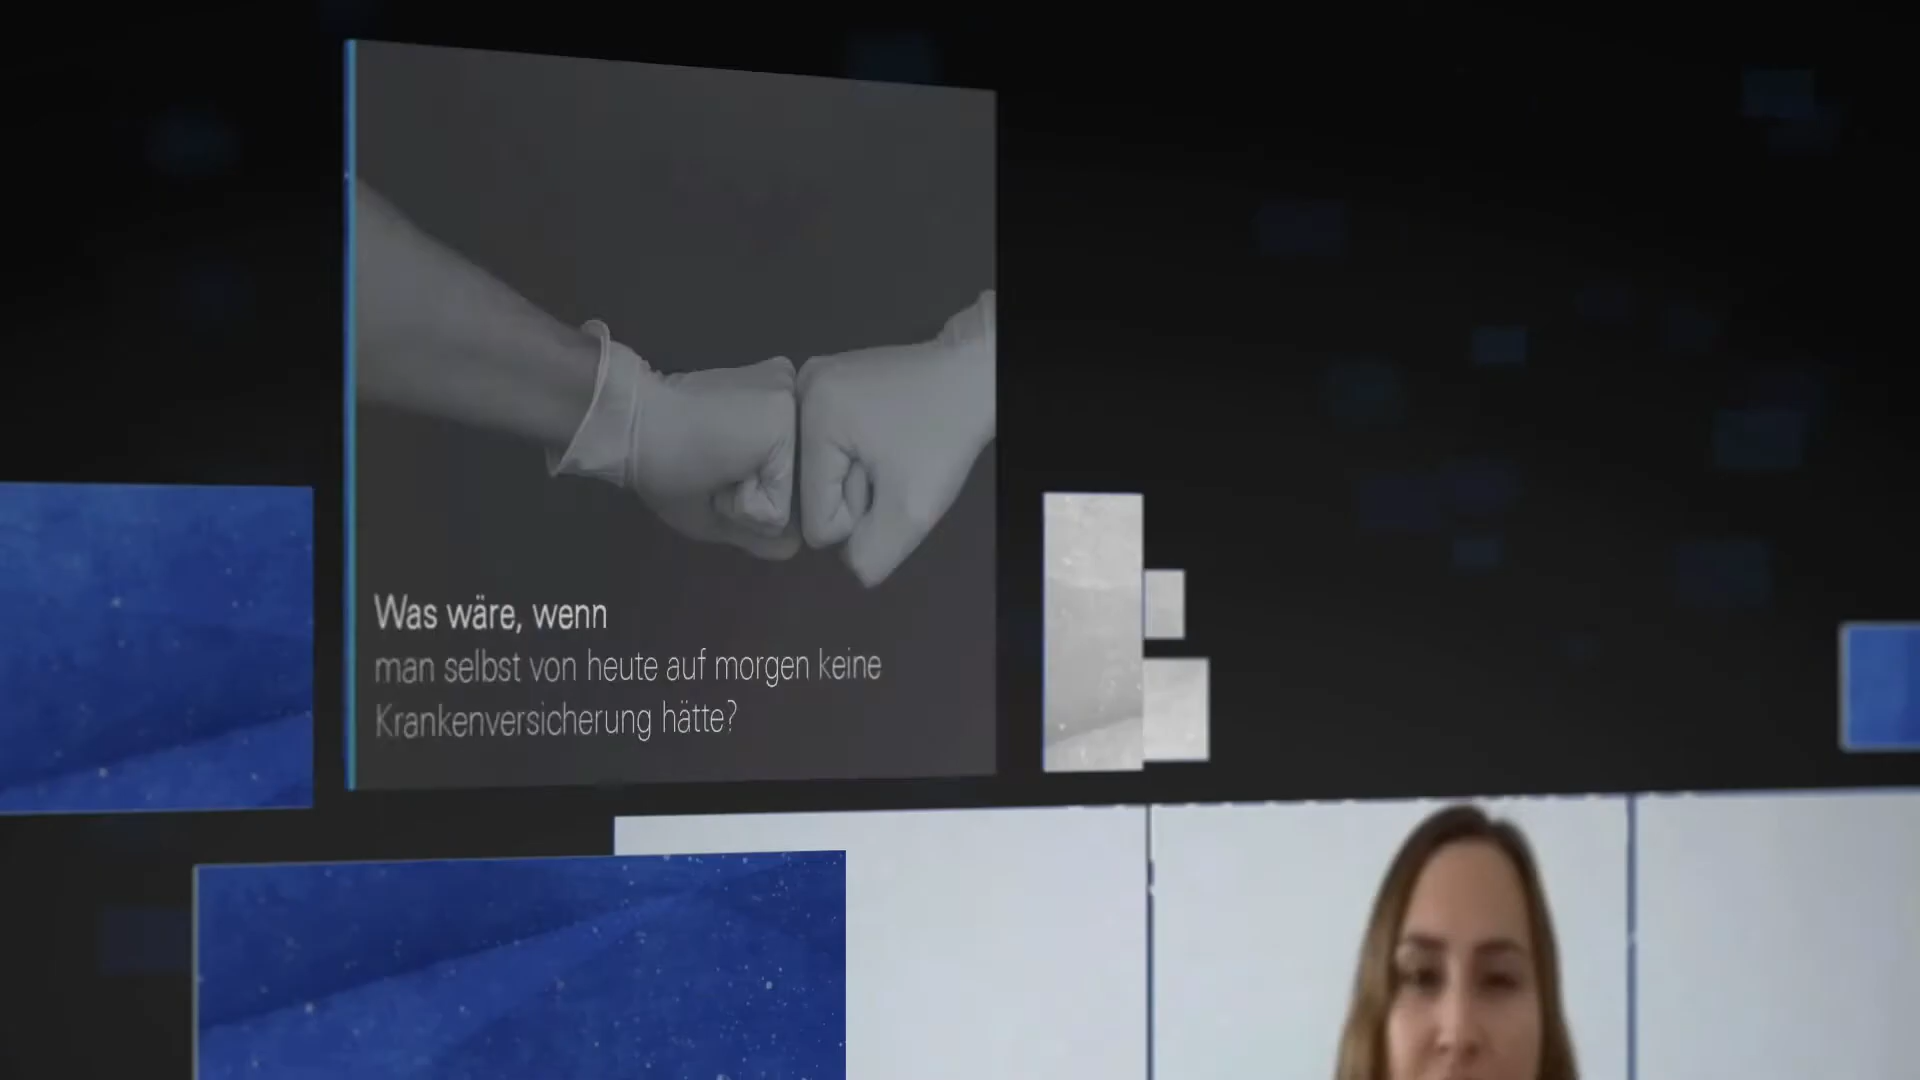 Was wäre, wenn
man selbst von heute auf morgen keine
Krankenversicherung hätte?